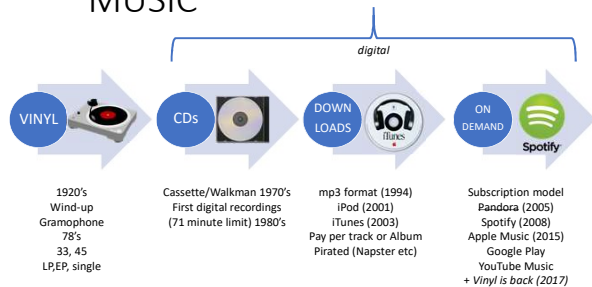 MUSIC
digital
VINYL
CDs
DOWN
LOADS
iTunes
ON
DEMAND
Spotify
1920's
Wind-up
Gramophone
78's
33, 45
LP,EP, single
Cassette/Walkman 1970's
First digital recordings
(71 minute limit) 1980's
mp3 format (1994)
iPod (2001)
iTunes (2003)
Pay per track or Album
Pirated (Napster etc)
Subscription model
Pandora (2005)
Spotify (2008)
Apple Music (2015)
Google Play
YouTube Music
+ Vinyl is back (2017)